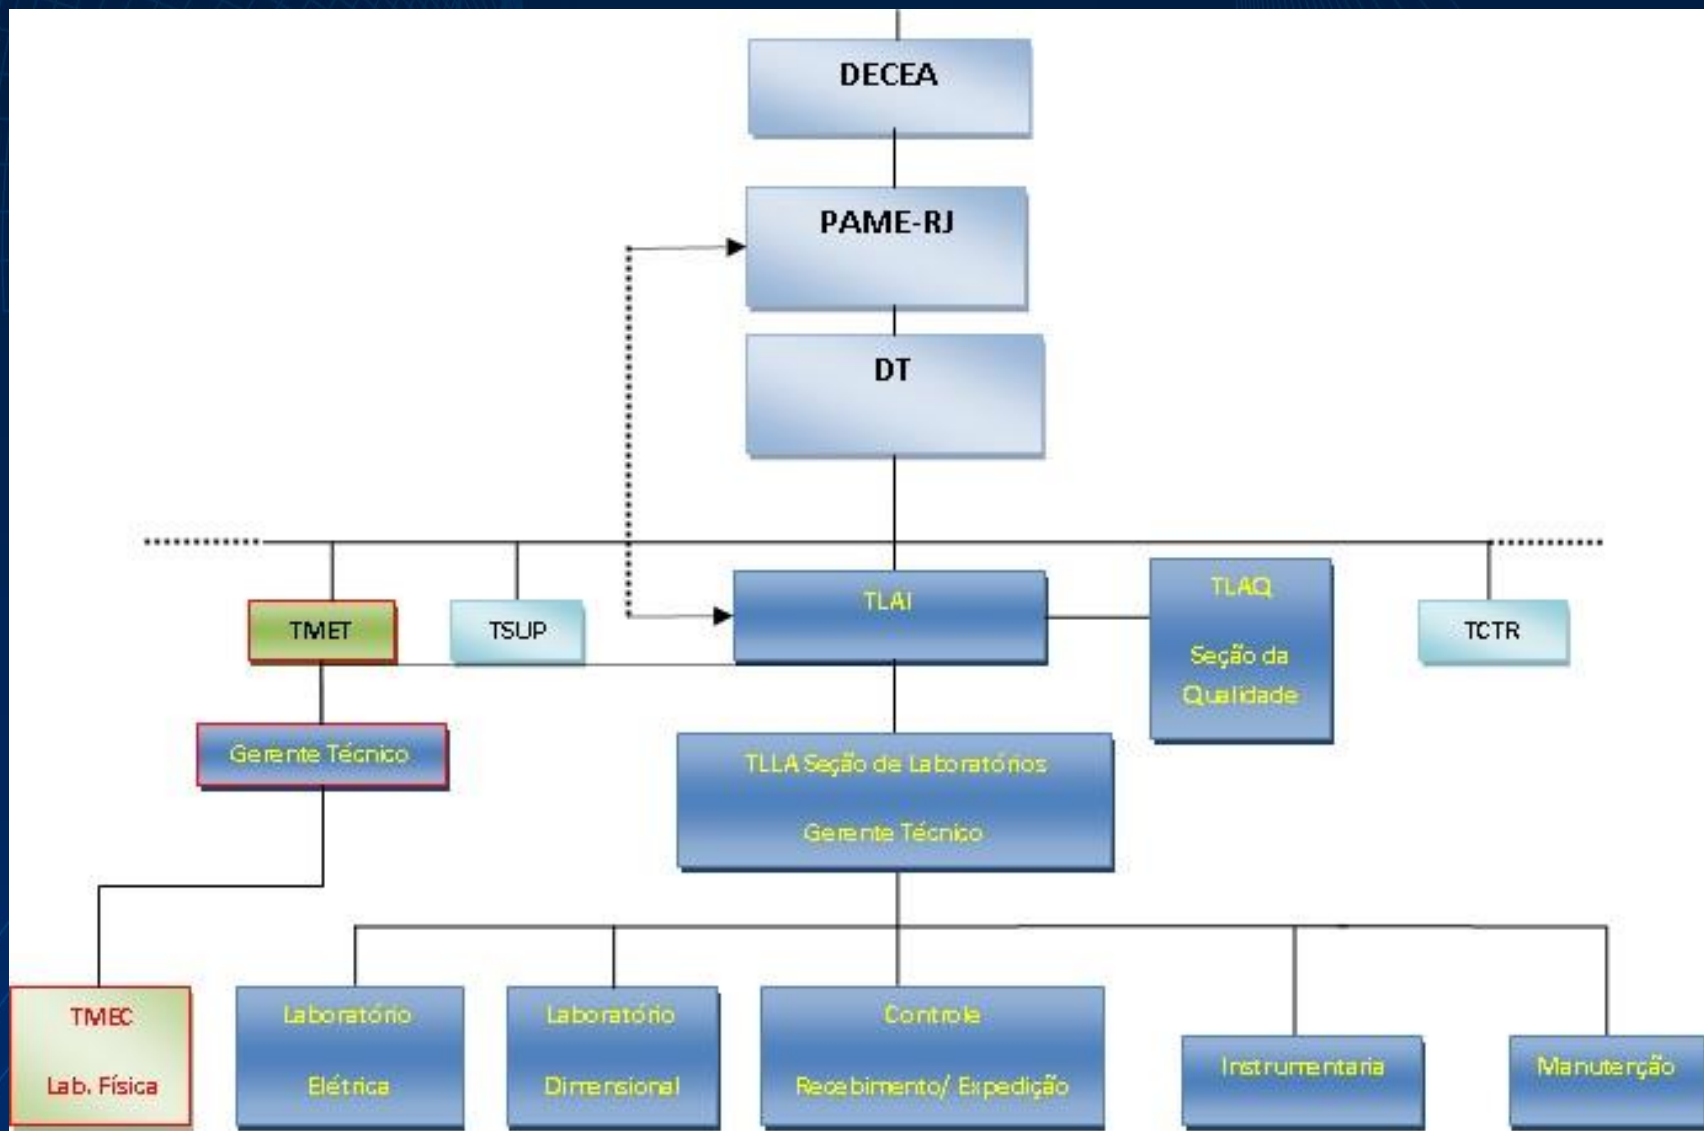 DECEA
PAME-RJ
DT
TMET
TSUP
TLAI
TLAQ
Seção da
Qualidade
TCTR
Gerente Técnico
TLLA Seção de Laboratórios
Gerente Técnico
TMEC
Lab. Física
Laboratório
Elétrica
Laboratório
Dimensional
Controle
Recebimento/ Expedição
Instrumentaria
Manutenção